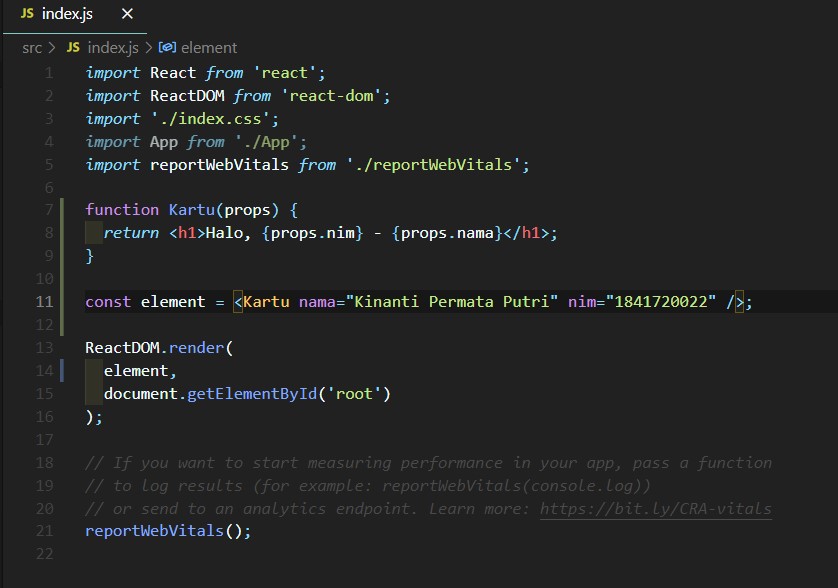 JS index.js ×
src > JS index.js > element
1 import React from 'react';
2 import ReactDOM from 'react-dom';
3 import './index.css';
4 import App from './App';
5 import reportWebVitals from './reportWebVitals';
6
7 function Kartu(props) {
8   return <h1>Halo, {props.nim} - {props.nama}</h1>;
9 }
10
11 const element = <Kartu nama="Kinanti Permata Putri" nim="1841720022" />;
12
13 ReactDOM.render(
14   element,
15   document.getElementById('root')
16 );
17
18 // If you want to start measuring performance in your app, pass a function
19 // to log results (for example: reportWebVitals(console.log))
20 // or send to an analytics endpoint. Learn more: https://bit.ly/CRA-vitals
21 reportWebVitals();
22